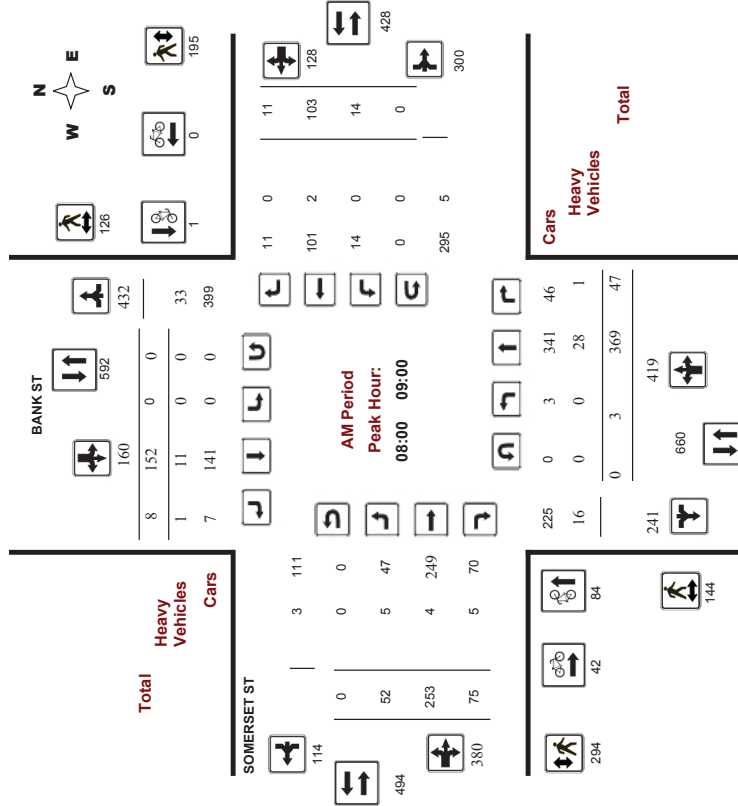 N
W E
S
195
0
126
1
BANK ST
592
160
432
8 152 0 0
1 11 0 0 33
7 141 0 0 399
Total
Heavy
Vehicles
Cars
128
428
300
11 0 11
101 2 103
14 0 14
0 0 0
295 5
AM Period
Peak Hour:
08:00 09:00
SOMERSET ST
114
494
380
3 111
0 0 0
52 5 47
253 4 249
75 5 70
Cars
Heavy
Vehicles
Total
225 0 3 341 46
16 0 0 28 1
0 3 369 47
241
660
419
294
42
84
144